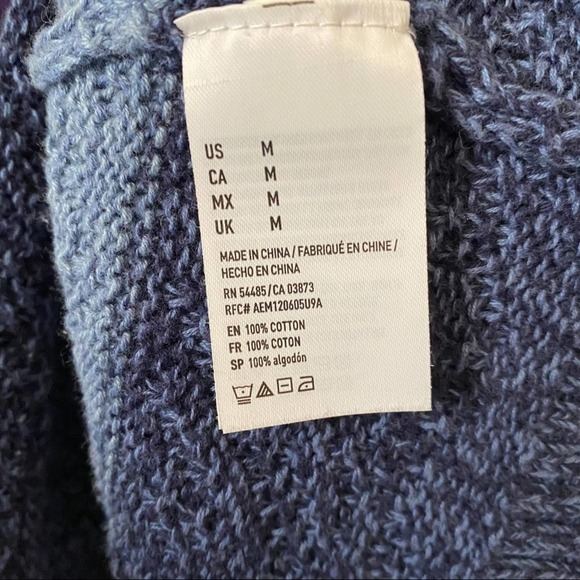 US M
CA M
MX M
UK M
MADE IN CHINA / FABRIQUÉ EN CHINE /
HECHO EN CHINA
RN 54485 / CA 03873
RFC# AEM120605U9A
EN 100% COTTON
FR 100% COTON
SP 100% algodón